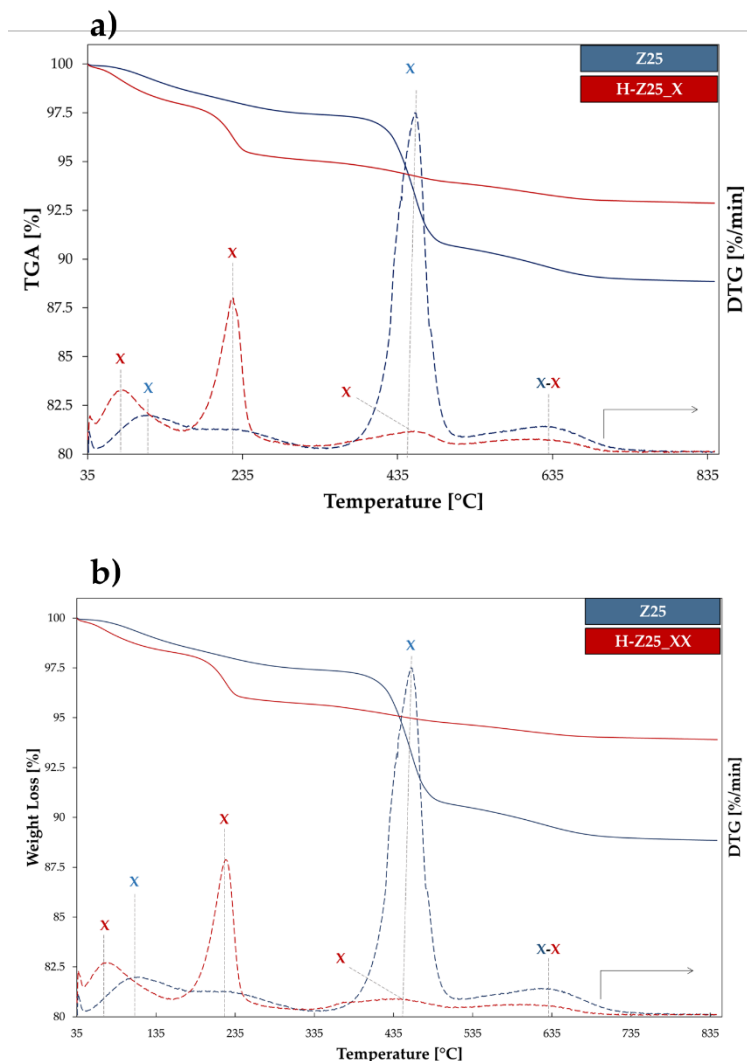 a)
Z25
H-Z25_X
100
97.5
95
92.5
90
87.5
85
82.5
80
TGA [%]
DTG [%/min]
X
X
X
X
X
X-X
35
235
435
635
835
Temperature [°C]
b)
Z25
H-Z25_XX
100
97.5
95
92.5
90
87.5
85
82.5
80
Weight Loss [%]
DTG [%/min]
X
X
X
X
X
X-X
35
135
235
335
435
535
635
735
835
Temperature [°C]